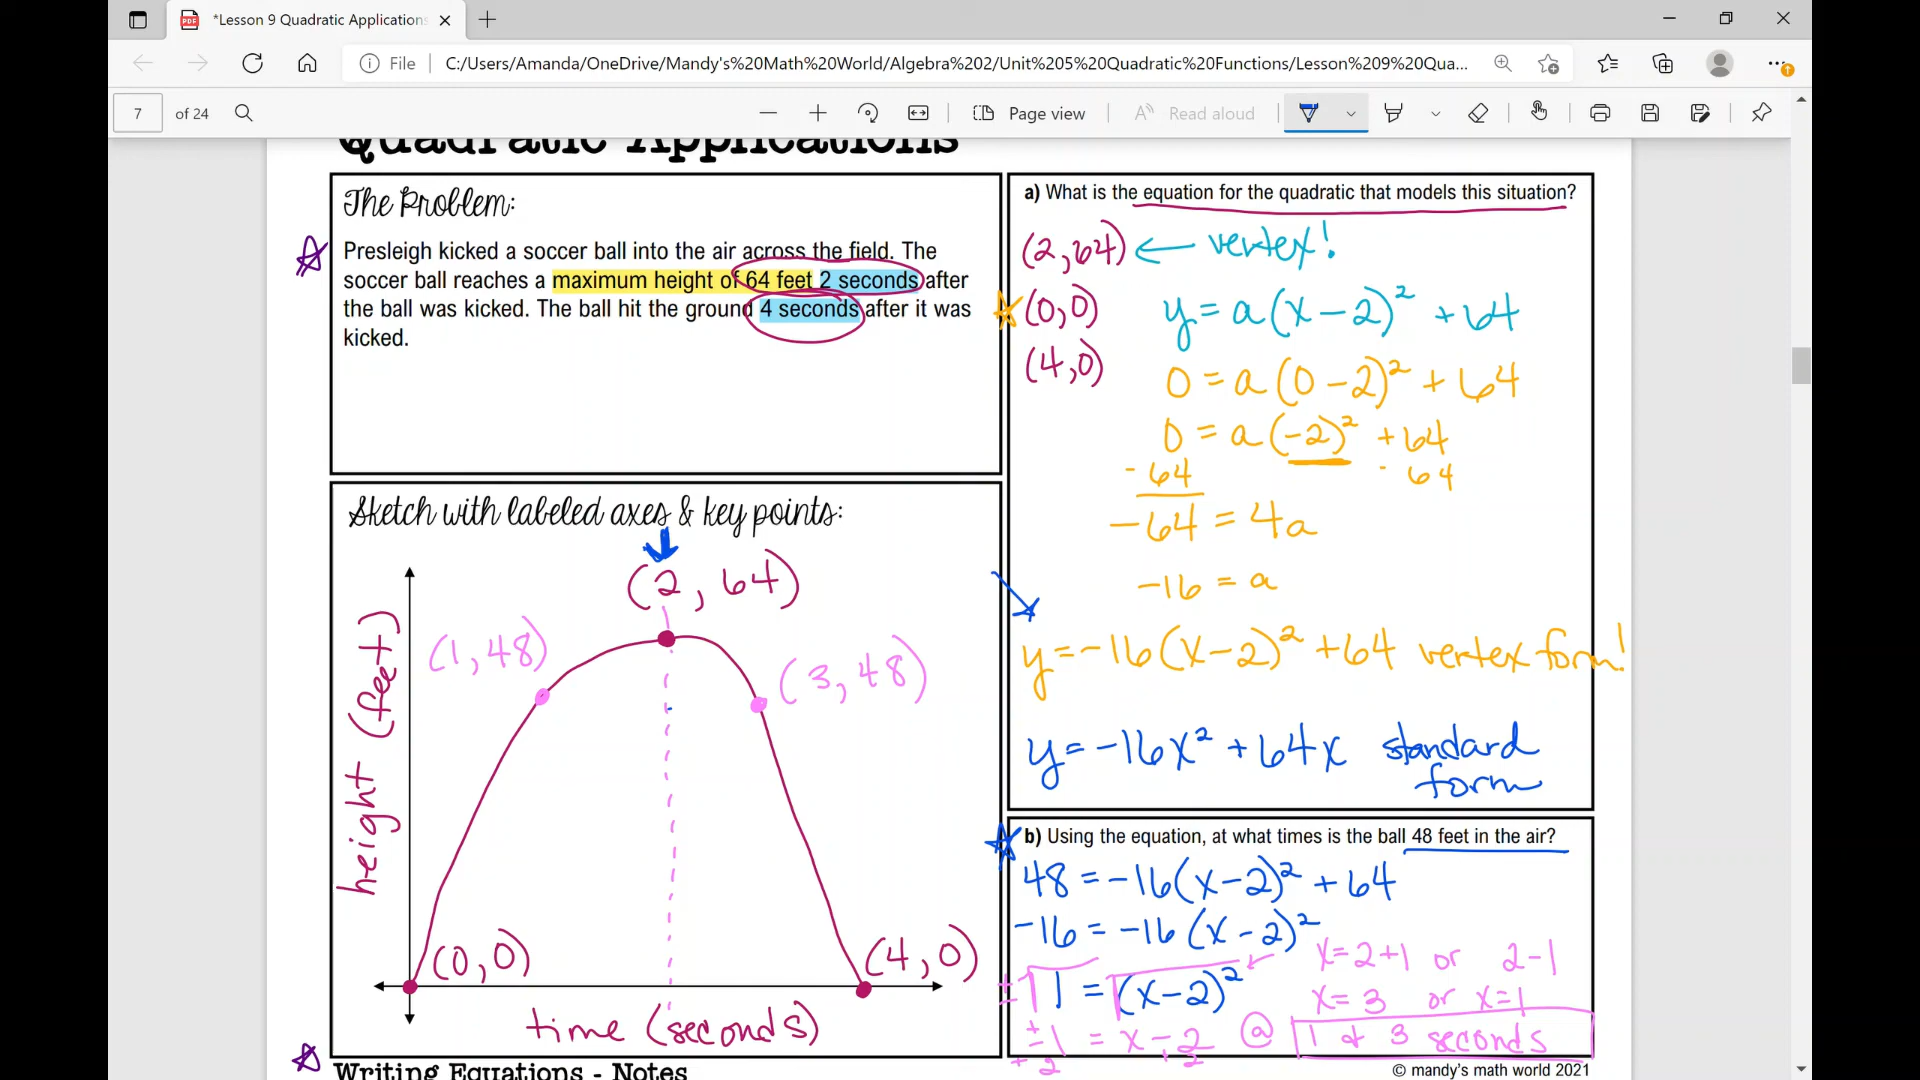 *Lesson 9 Quadratic Applications
File
C:/Users/Amanda/OneDrive/Mandy's%20Math%20World/Algebra%202/Unit%205%20Quadratic%20Functions/Lesson%209%20Qua...
7 of 24
Page view
Read aloud
Quadratic Applications
The Problem:
Presleigh kicked a soccer ball into the air across the field. The
soccer ball reaches a maximum height of 64 feet 2 seconds after
the ball was kicked. The ball hit the ground 4 seconds after it was
kicked.
Sketch with labeled axes & key points:
(2, 64)
(1, 48)
(3, 48)
height (feet)
(0,0)
(4,0)
time (seconds)
a) What is the equation for the quadratic that models this situation?
(2,64) ← vertex!
(0,0)
(4,0)
y = a(x-2)² + 64
0 = a(0-2)² + 64
0 = a(-2)² + 64
-64 -64
-64 = 4a
-16 = a
y=-16(x-2)² +64 vertex form!
y=-16x² +64x standard
form
b) Using the equation, at what times is the ball 48 feet in the air?
48 = -16(x-2)² + 64
-16 = -16(x-2)²
±√1 = √(x-2)²
±1 = x-2
+2 +2
x=2+1 or 2-1
x=3 or x=1
@ 1 & 3 seconds
Writing Equations - Notes
© mandy's math world 2021